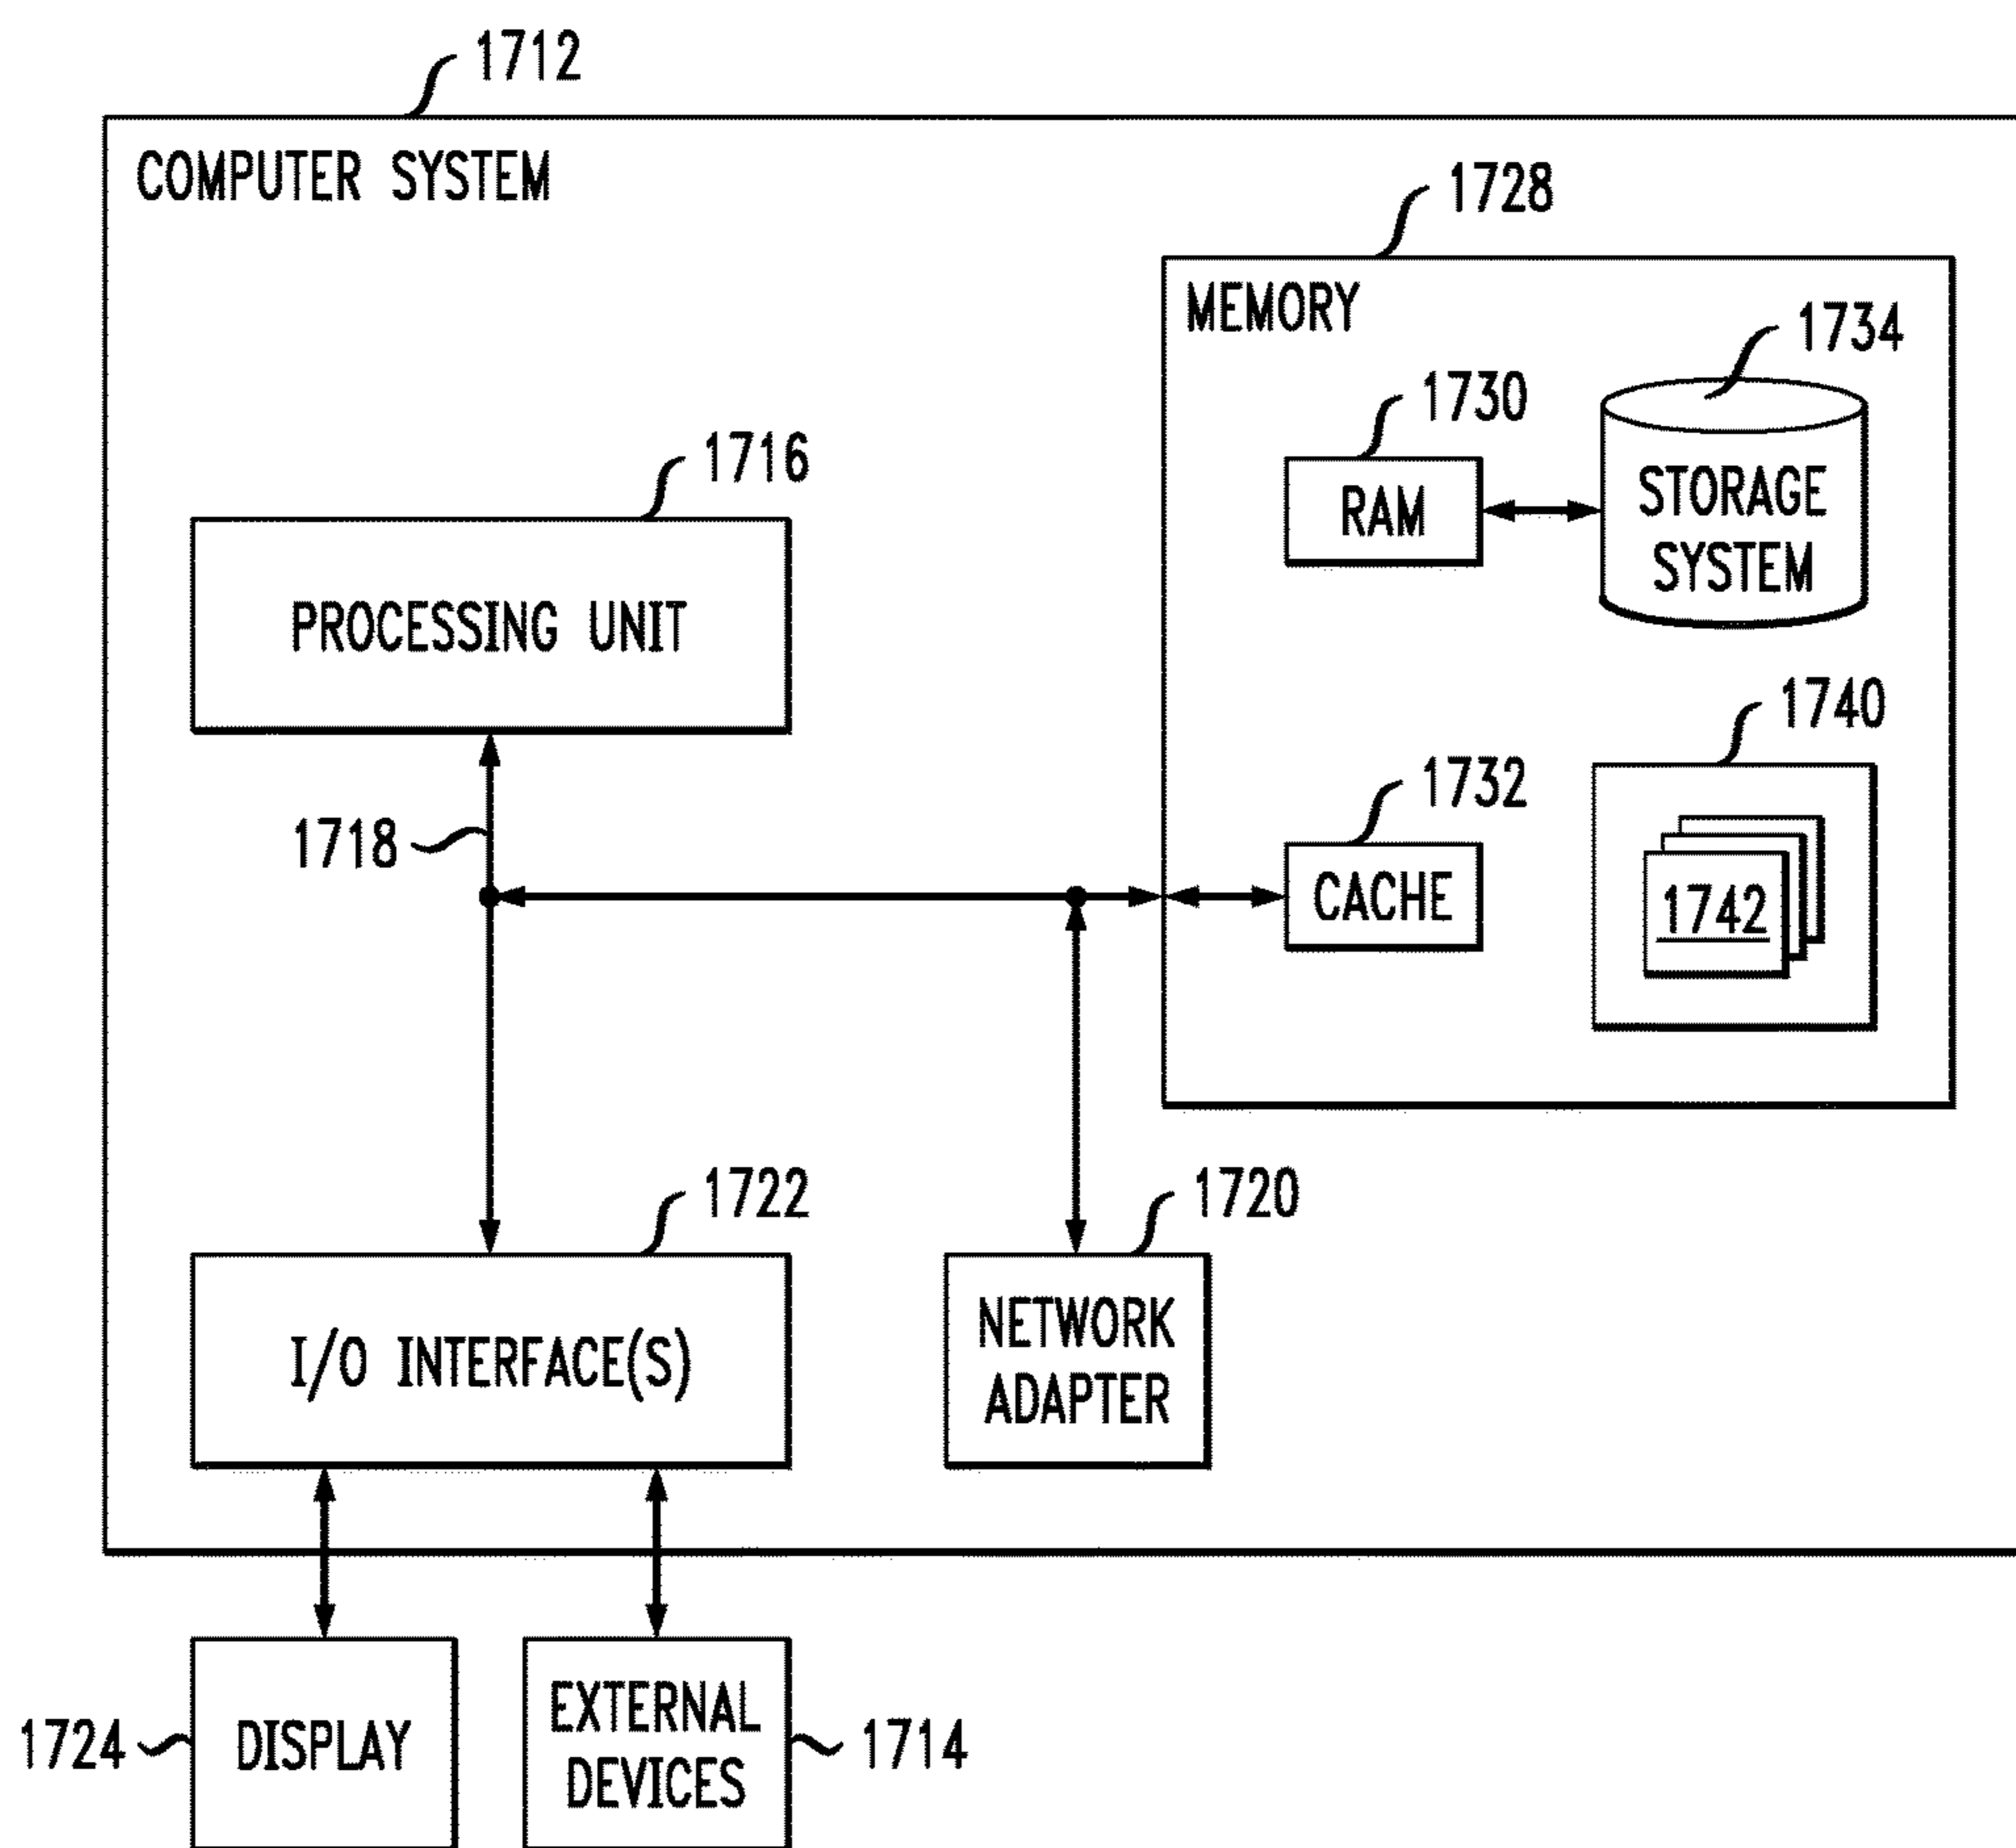 1712
COMPUTER SYSTEM
1728
MEMORY
1734
1730
RAM
STORAGE
SYSTEM
1716
PROCESSING UNIT
1740
1732
1718
CACHE
1742
1722
1720
I/O INTERFACE(S)
NETWORK
ADAPTER
1724
DISPLAY
EXTERNAL
DEVICES
1714